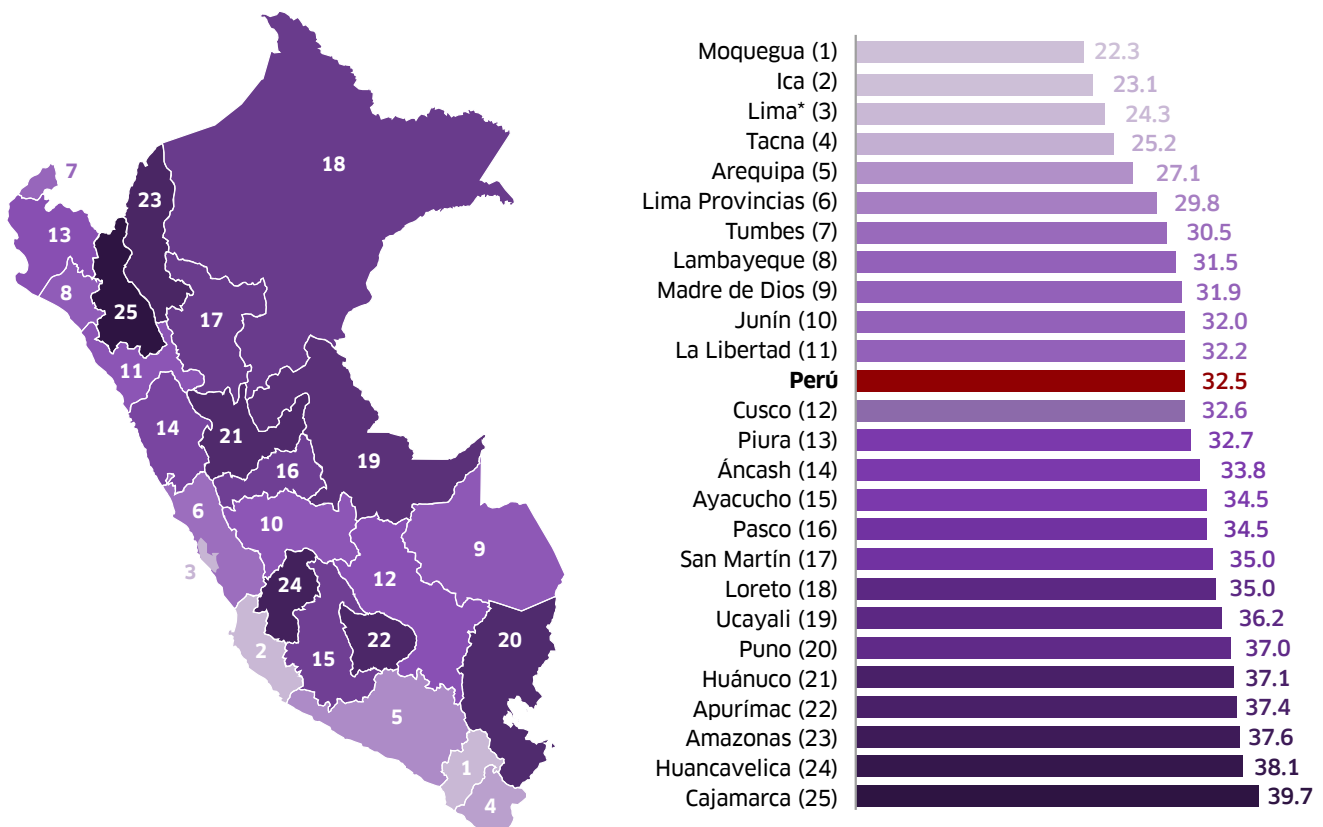 18
7
23
13
8
25
17
11
14
21
19
16
6
10
9
3
24
12
22
20
2
15
5
1
4
Moquegua (1) 22.3
Ica (2) 23.1
Lima* (3) 24.3
Tacna (4) 25.2
Arequipa (5) 27.1
Lima Provincias (6) 29.8
Tumbes (7) 30.5
Lambayeque (8) 31.5
Madre de Dios (9) 31.9
Junín (10) 32.0
La Libertad (11) 32.2
Perú 32.5
Cusco (12) 32.6
Piura (13) 32.7
Áncash (14) 33.8
Ayacucho (15) 34.5
Pasco (16) 34.5
San Martín (17) 35.0
Loreto (18) 35.0
Ucayali (19) 36.2
Puno (20) 37.0
Huánuco (21) 37.1
Apurímac (22) 37.4
Amazonas (23) 37.6
Huancavelica (24) 38.1
Cajamarca (25) 39.7